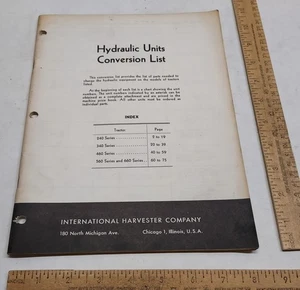 Hydraulic Units
Conversion List
This conversion list provides the list of parts needed to
change the hydraulic equipment on the models of tractors
listed.
At the beginning of each list is a chart showing the unit
numbers. The unit numbers indicated by an asterisk can be
obtained as a complete attachment and are priced in the
machine price book. All other units must be ordered as
individual parts.
INDEX
Tractor Page
240 Series 5 to 19
340 Series 20 to 36
460 Series 40 to 59
560 Series and 660 Series 60 to 75
INTERNATIONAL HARVESTER COMPANY
180 North Michigan Ave. Chicago 1, Illinois, U.S.A.